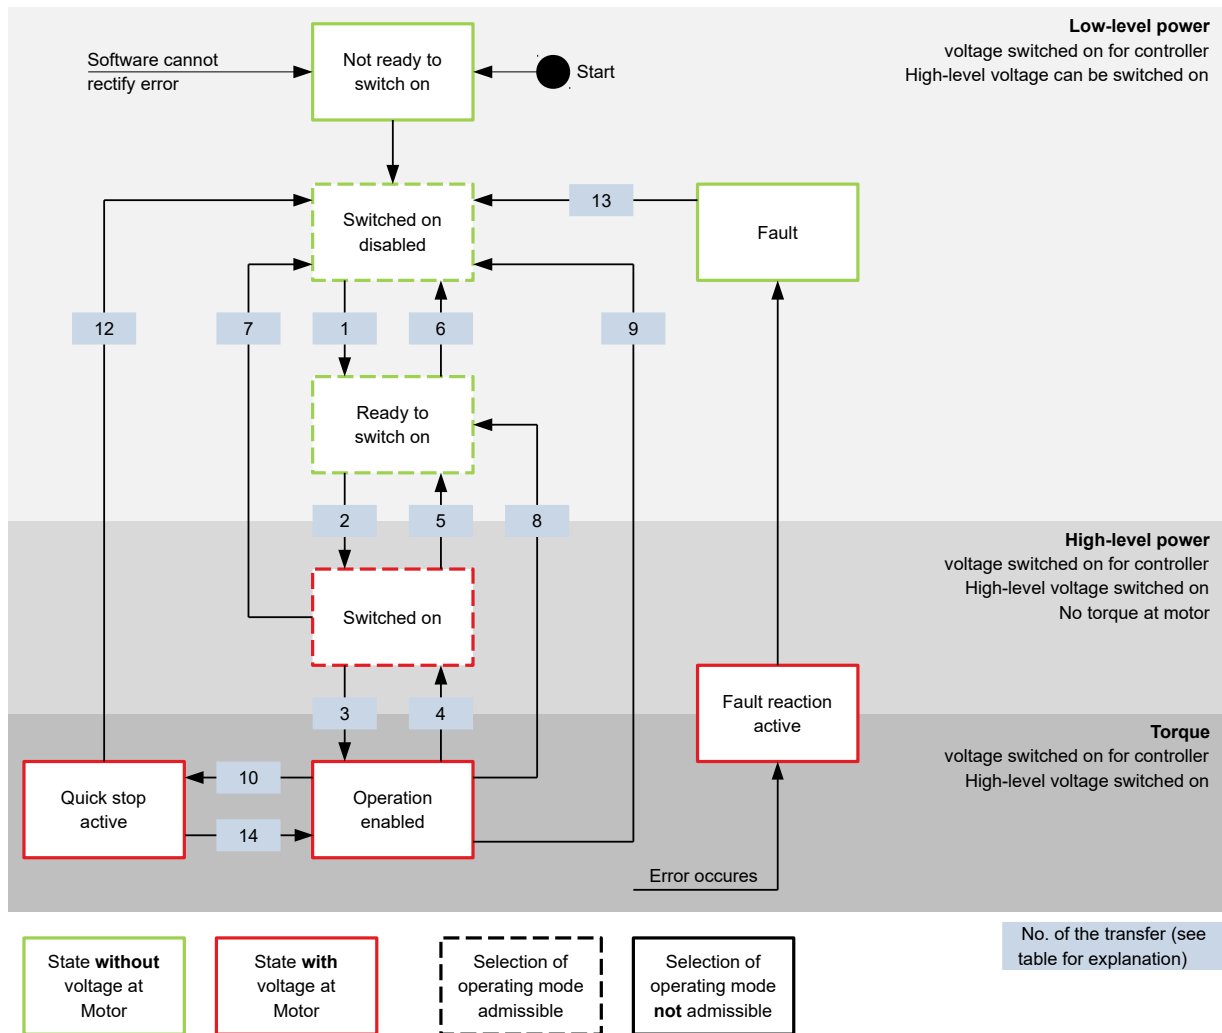 Low-level power
voltage switched on for controller
High-level voltage can be switched on
Software cannot
rectify error
Not ready to
switch on
Start
Switched on
disabled
13
Fault
12
7
1
6
9
Ready to
switch on
2
5
8
High-level power
voltage switched on for controller
High-level voltage switched on
No torque at motor
Switched on
3
4
Fault reaction
active
Torque
voltage switched on for controller
High-level voltage switched on
Quick stop
active
10
14
Operation
enabled
Error occures
State without
voltage at
Motor
State with
voltage at
Motor
Selection of
operating mode
admissible
Selection of
operating mode
not admissible
No. of the transfer (see
table for explanation)